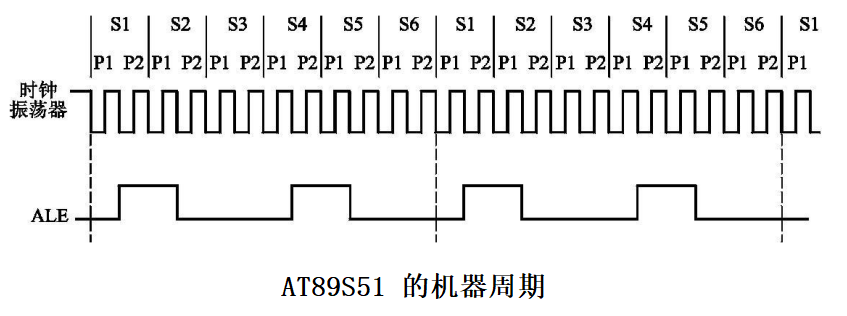 S1 S2 S3 S4 S5 S6 S1 S2 S3 S4 S5 S6 S1
P1 P2 P1 P2 P1 P2 P1 P2 P1 P2 P1 P2 P1 P2 P1 P2 P1 P2 P1 P2 P1 P2 P1 P2 P1
时钟
振荡器
ALE
AT89S51 的机器周期